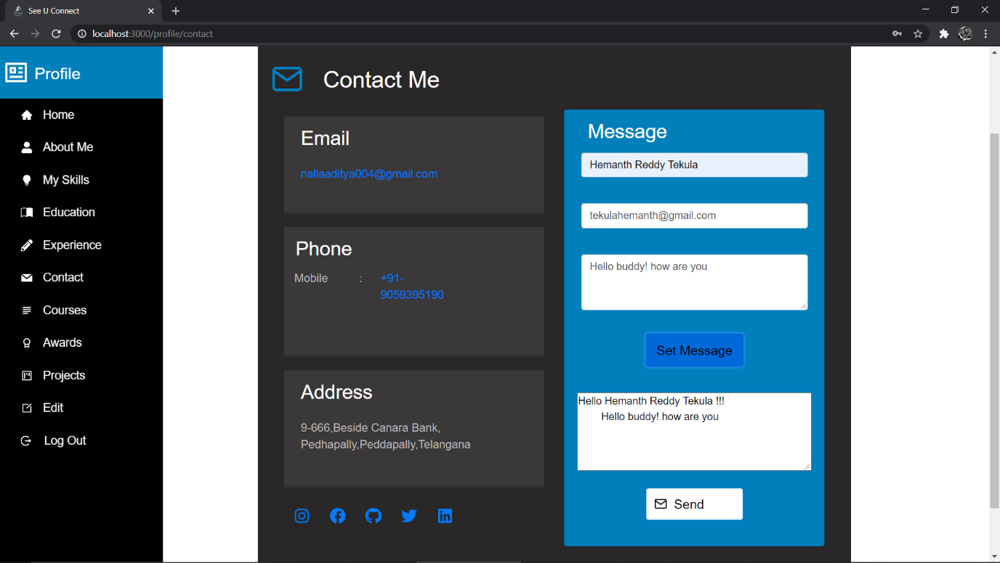 See U Connect
localhost:3000/profile/contact
Profile
Home
About Me
My Skills
Education
Experience
Contact
Courses
Awards
Projects
Edit
Log Out
Contact Me
Email
nallaaditya004@gmail.com
Phone
Mobile : +91-
9059395190
Address
9-666,Beside Canara Bank,
Pedhapally,Peddapally,Telangana
Message
Hemanth Reddy Tekula
tekulahemanth@gmail.com
Hello buddy! how are you
Set Message
Hello Hemanth Reddy Tekula !!!
Hello buddy! how are you
Send